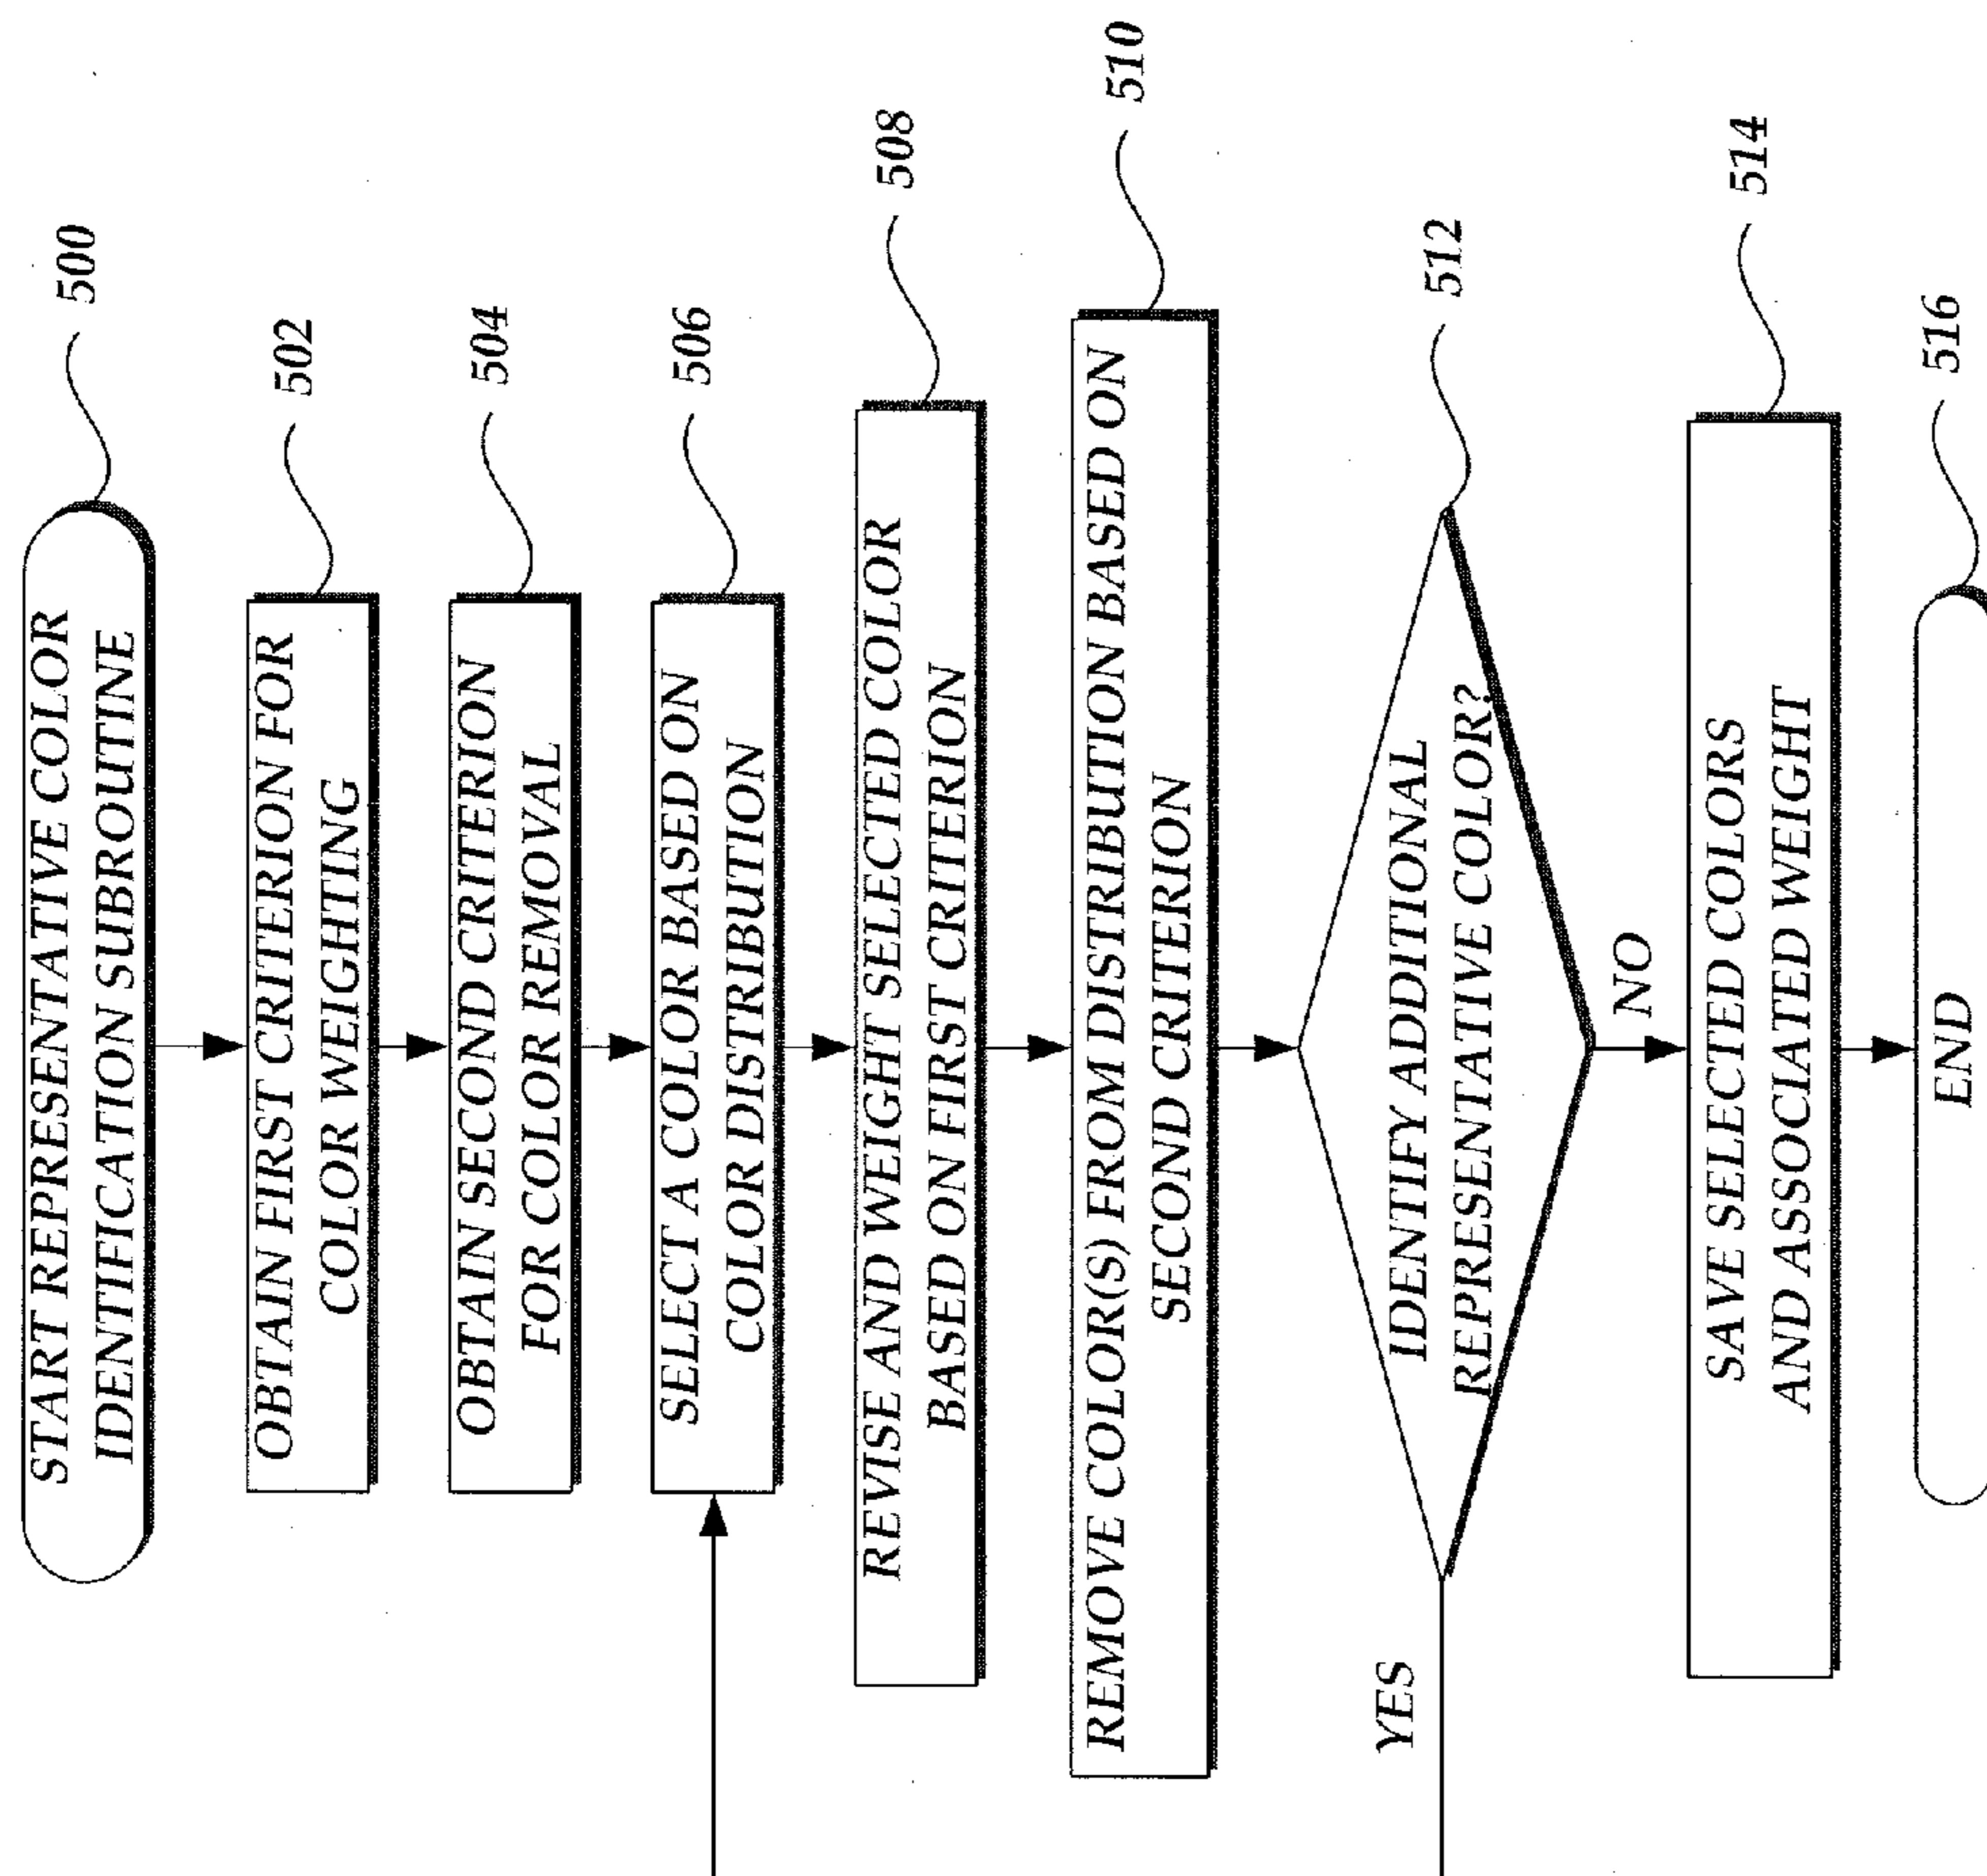 START REPRESENTATIVE COLOR
IDENTIFICATION SUBROUTINE
500
OBTAIN FIRST CRITERION FOR
COLOR WEIGHTING
502
OBTAIN SECOND CRITERION
FOR COLOR REMOVAL
504
SELECT A COLOR BASED ON
COLOR DISTRIBUTION
506
REVISE AND WEIGHT SELECTED COLOR
BASED ON FIRST CRITERION
508
REMOVE COLOR(S) FROM DISTRIBUTION BASED ON
SECOND CRITERION
510
IDENTIFY ADDITIONAL
REPRESENTATIVE COLOR?
512
YES
NO
SAVE SELECTED COLORS
AND ASSOCIATED WEIGHT
514
END
516